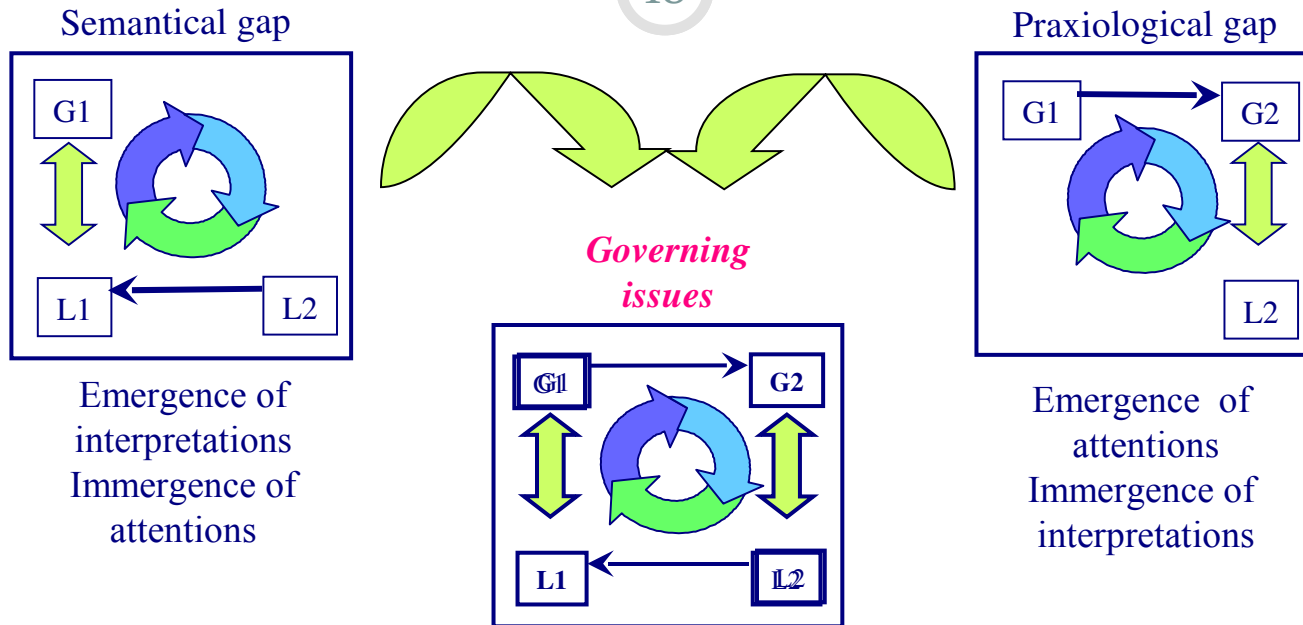 Semantical gap
G1
L1
L2
Emergence of
interpretations
Immergence of
attentions
Governing
issues
G1
G2
L1
L2
Praxiological gap
G1
G2
L2
Emergence of
attentions
Immergence of
interpretations